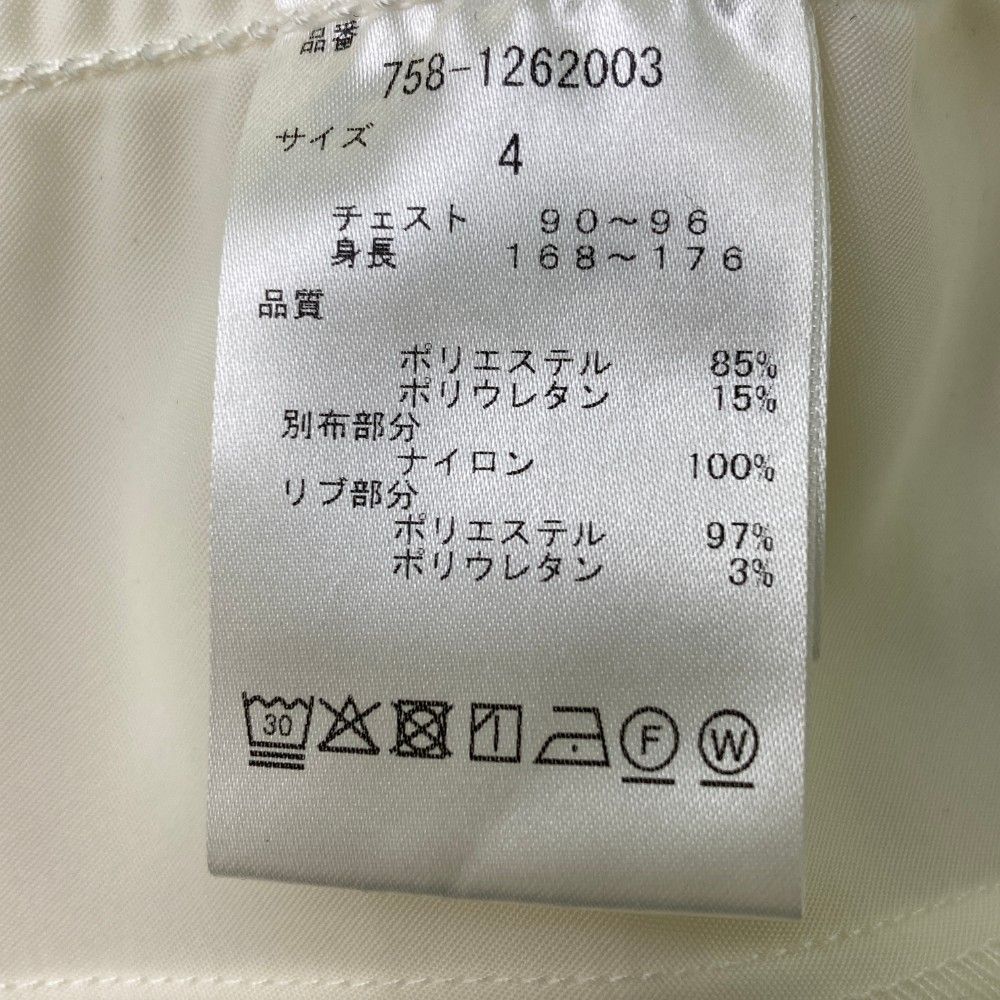 品番
758-1262003
サイズ 4
チェスト 90～96
身長 168～176
品質
ポリエステル 85%
ポリウレタン 15%
別布部分
ナイロン 100%
リブ部分
ポリエステル 97%
ポリウレタン 3%
30 F W